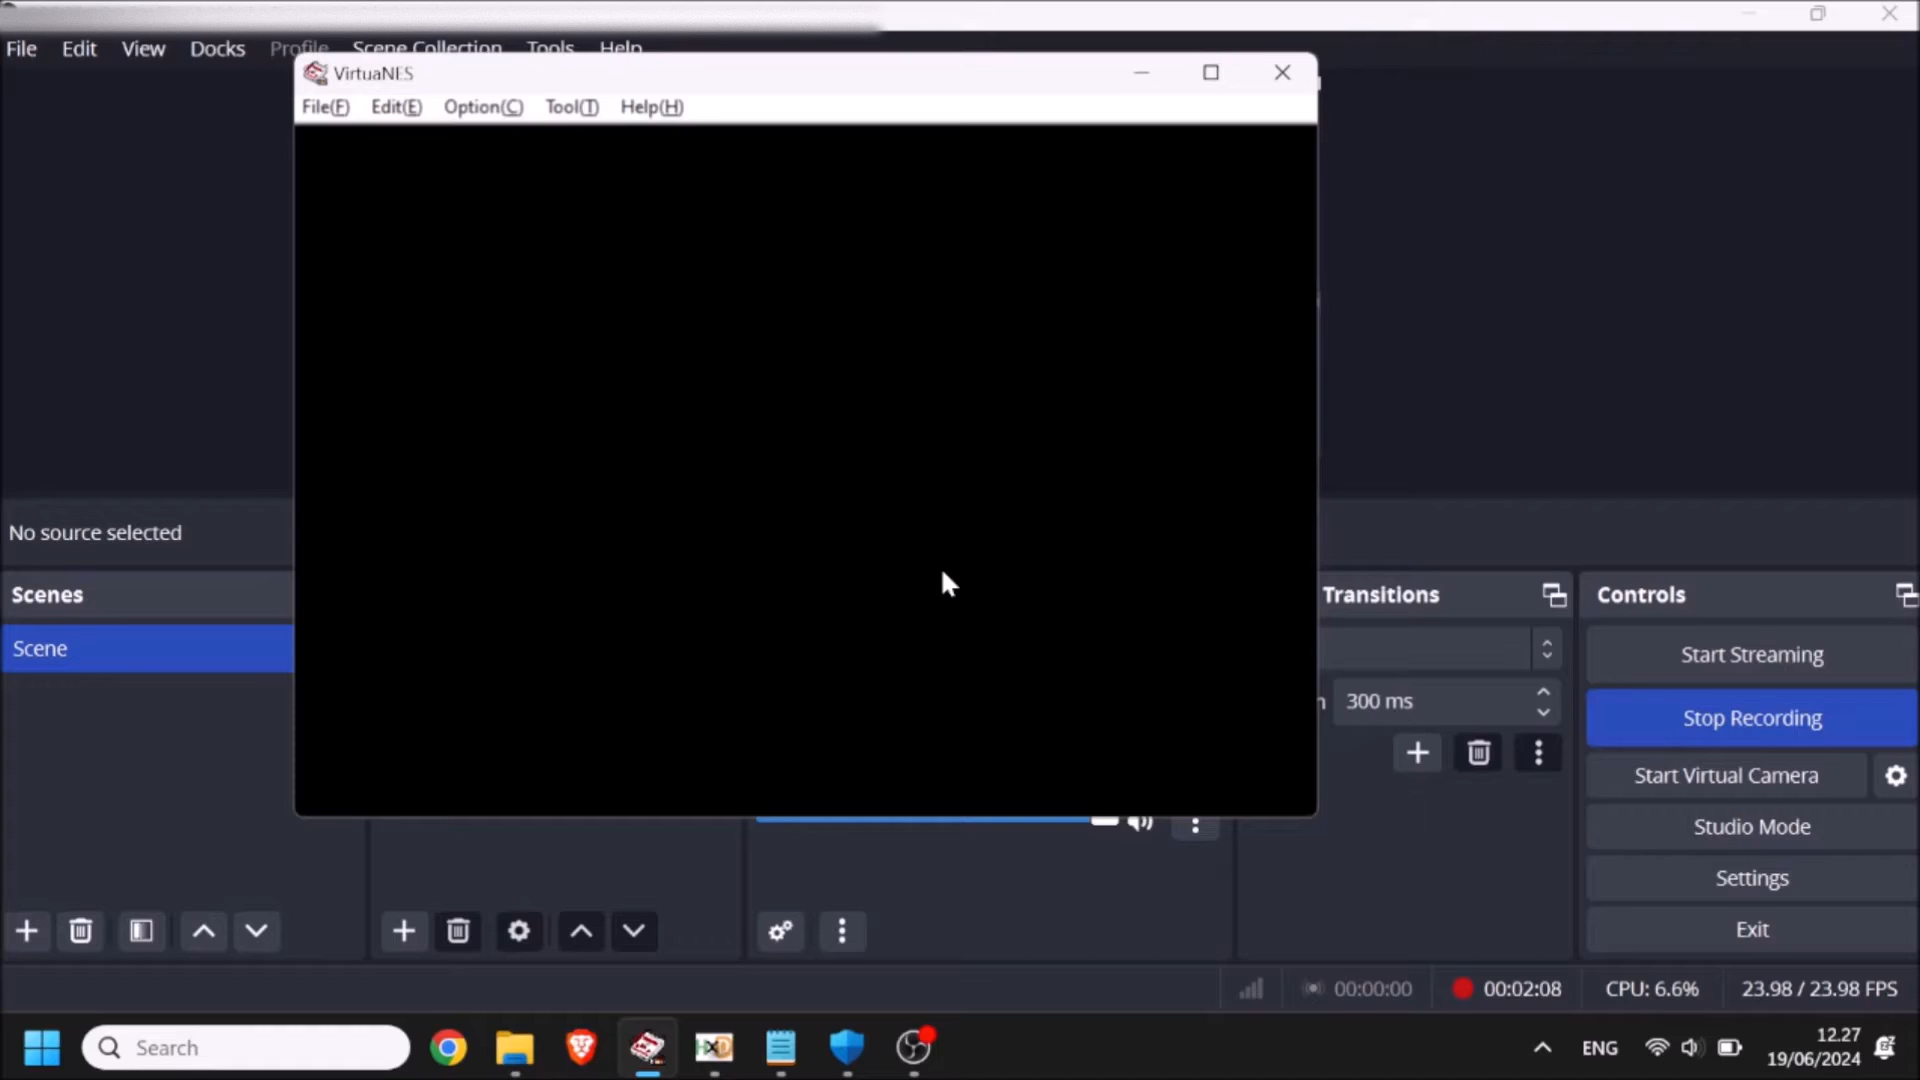 File Edit View Docks Profile Scene Collection Tools Help
VirtuaNES
File(F) Edit(E) Option(C) Tool(T) Help(H)
No source selected
Scenes
Scene
Transitions
300 ms
Controls
Start Streaming
Stop Recording
Start Virtual Camera
Studio Mode
Settings
Exit
00:00:00 00:02:08 CPU: 6.6% 23.98 / 23.98 FPS
Search
ENG
12.27
19/06/2024